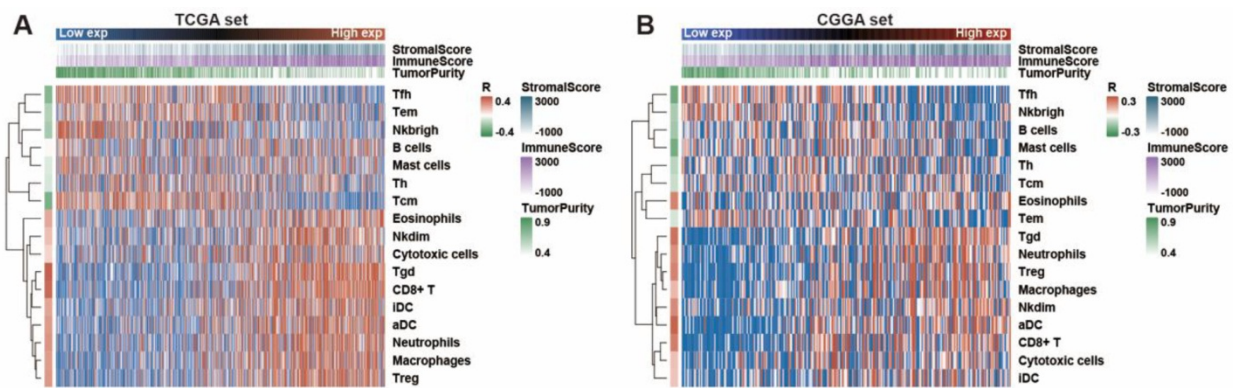 A
TCGA set
Low exp
High exp
StromalScore
ImmuneScore
TumorPurity
Tfh
Tem
Nkbrigh
B cells
Mast cells
Th
Tcm
Eosinophils
Nkdim
Cytotoxic cells
Tgd
CD8+ T
iDC
aDC
Neutrophils
Macrophages
Treg
R
0.4
-0.4
StromalScore
3000
-1000
ImmuneScore
3000
-1000
TumorPurity
0.9
0.4
B
CGGA set
Low exp
High exp
StromalScore
ImmuneScore
TumorPurity
Tfh
Nkbrigh
B cells
Mast cells
Th
Tcm
Eosinophils
Tem
Tgd
Neutrophils
Treg
Macrophages
Nkdim
aDC
CD8+ T
Cytotoxic cells
iDC
R
0.3
-0.3
StromalScore
3000
-1000
ImmuneScore
3000
-1000
TumorPurity
0.9
0.4